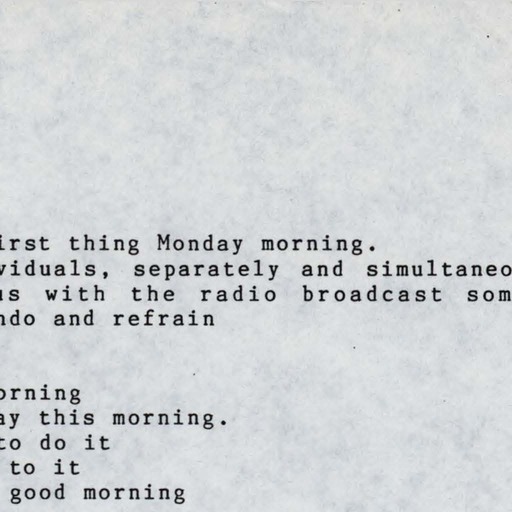 irst thing Monday morning.
viduals, separately and simultaneo
us with the radio broadcast som
ndo and refrain
orning
ay this morning.
to do it
to it
good morning